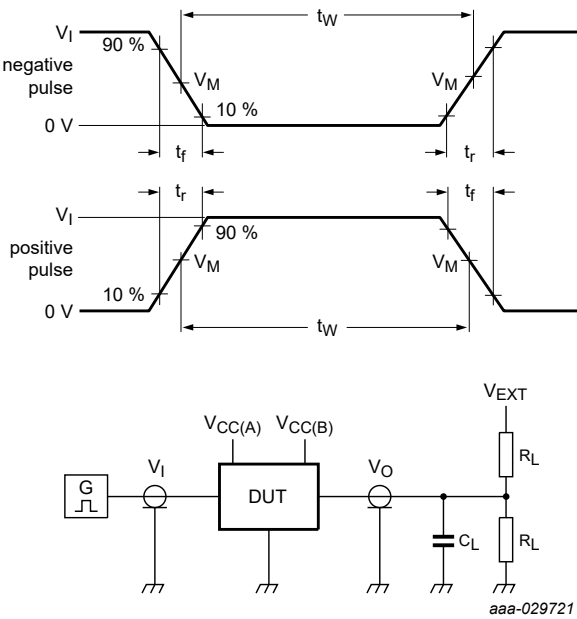 t_W
V_I
90 %
negative
pulse
V_M
10 %
0 V
t_f
t_r
t_r
t_f
V_I
90 %
positive
pulse
V_M
V_M
10 %
0 V
t_W
V_EXT
V_CC(A)
V_CC(B)
R_L
V_I
V_O
G
DUT
C_L
R_L
aaa-029721